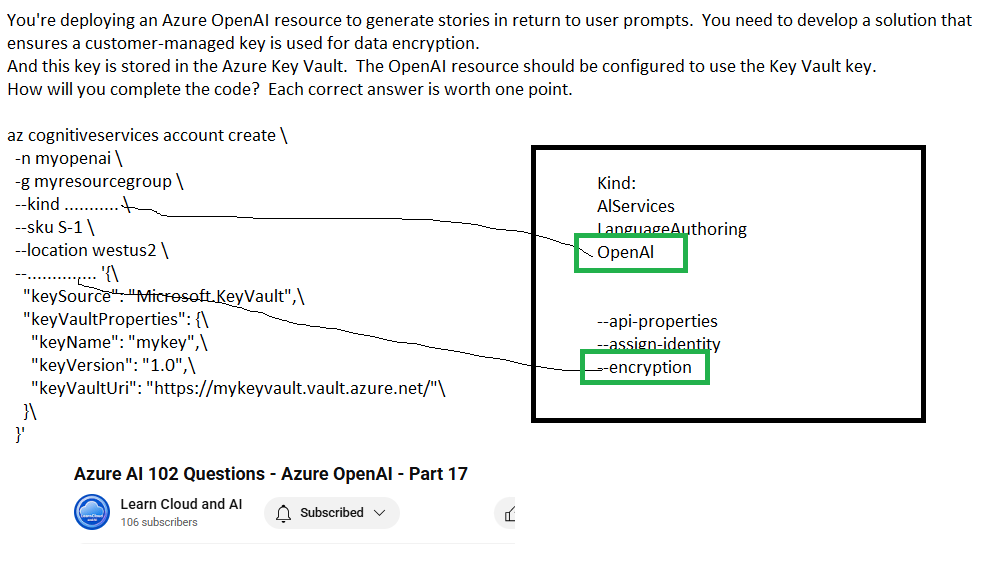 You're deploying an Azure OpenAI resource to generate stories in return to user prompts.  You need to develop a solution that
ensures a customer-managed key is used for data encryption.
And this key is stored in the Azure Key Vault.  The OpenAI resource should be configured to use the Key Vault key.
How will you complete the code?  Each correct answer is worth one point.
az cognitiveservices account create \
-n myopenai \
-g myresourcegroup \
--kind ........... \
--sku S-1 \
--location westus2 \
--.............. '{\
"keySource": "Microsoft.KeyVault",\
"keyVaultProperties": {\
"keyName": "mykey",\
"keyVersion": "1.0",\
"keyVaultUri": "https://mykeyvault.vault.azure.net/"\
}\
}'
Kind:
AIServices
LanguageAuthoring
OpenAI
--api-properties
--assign-identity
--encryption
Azure AI 102 Questions - Azure OpenAI - Part 17
Learn Cloud and AI
106 subscribers
Subscribed